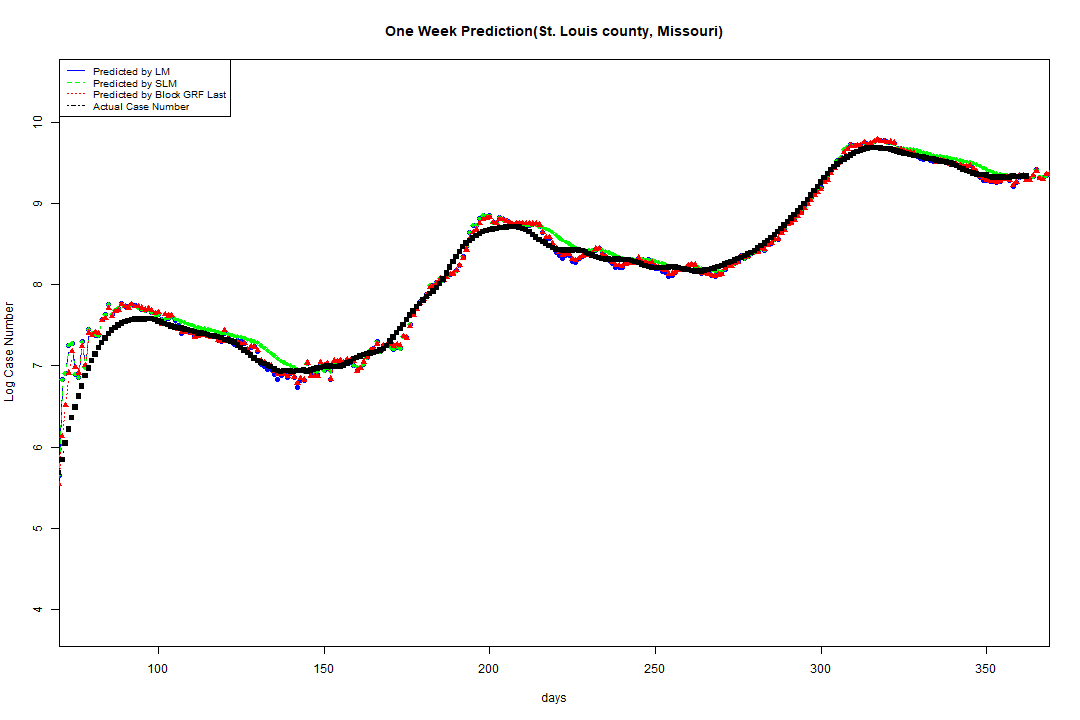 One Week Prediction(St. Louis county, Missouri)
Predicted by LM
Predicted by SLM
Predicted by Block GRF Last
Actual Case Number
10
9
8
7
6
5
4
Log Case Number
100 150 200 250 300 350
days